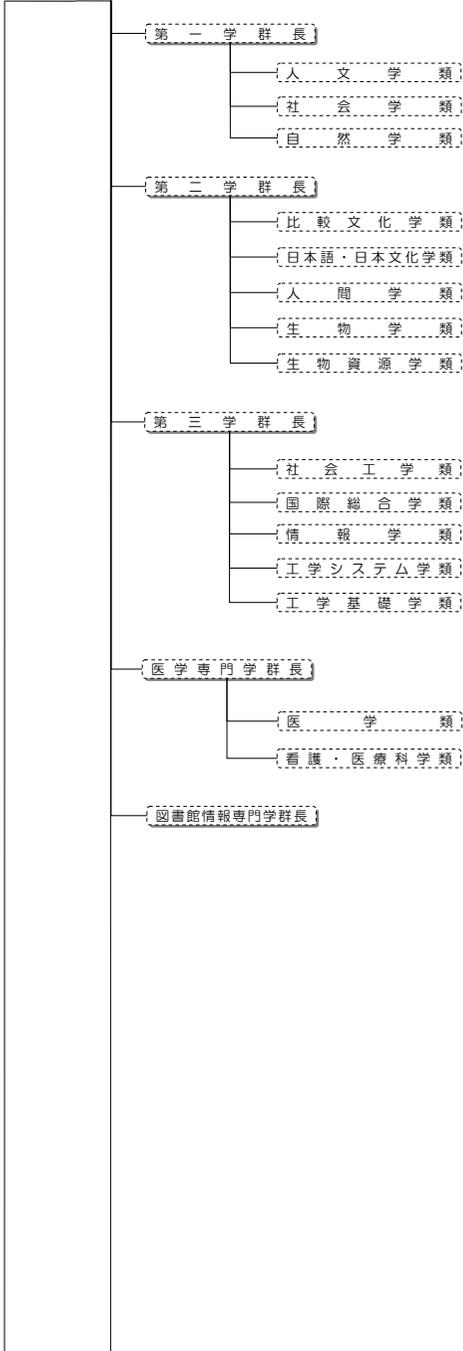 第一学群長
人文学類
社会学類
自然学類
第二学群長
比較文化学類
日本語・日本文化学類
人間学類
生物学類
生物資源学類
第三学群長
社会工学類
国際総合学類
情報学類
工学システム学類
工学基礎学類
医学専門学群長
医学類
看護・医療科学類
図書館情報専門学群長